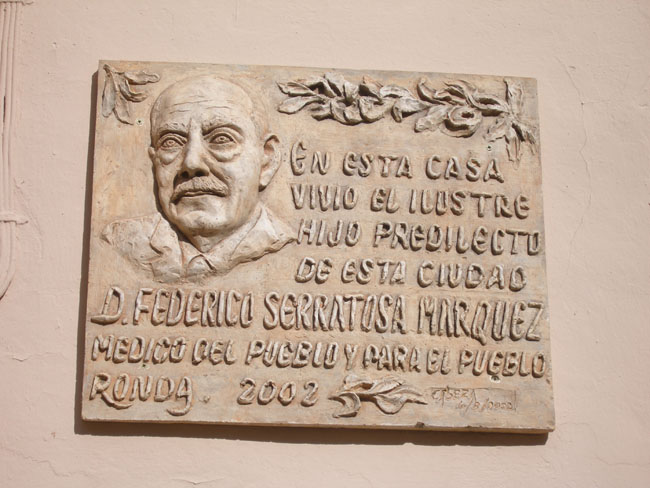 EN ESTA CASA
VIVIO EL ILUSTRE
HIJO PREDILECTO
DE ESTA CIUDAD
D. FEDERICO SERRATOSA MARQUEZ
MEDICO DEL PUEBLO Y PARA EL PUEBLO
RONDA. 2002